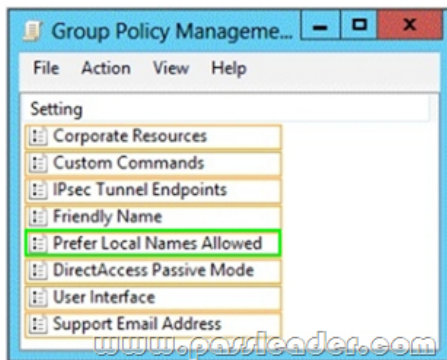 Group Policy Manageme...
File Action View Help
Setting
Corporate Resources
Custom Commands
IPsec Tunnel Endpoints
Friendly Name
Prefer Local Names Allowed
DirectAccess Passive Mode
User Interface
Support Email Address
www.passleader.com